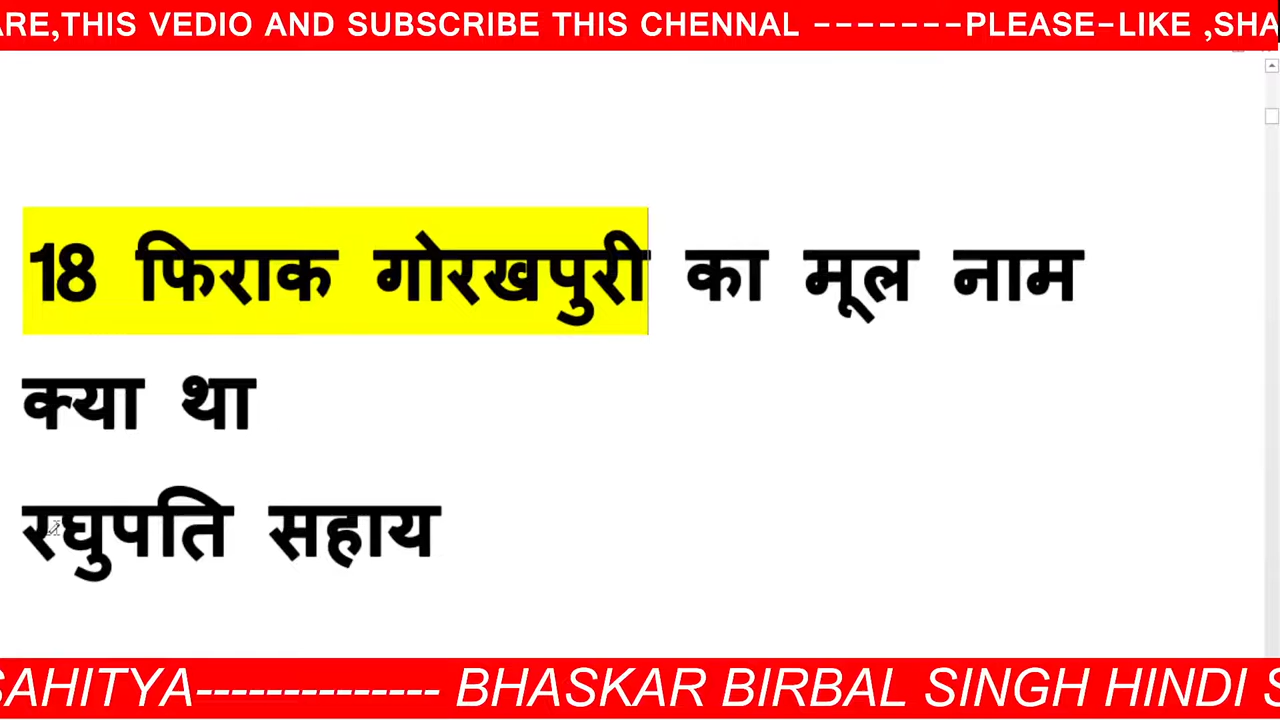 ARE,THIS VEDIO AND SUBSCRIBE THIS CHENNAL -------PLEASE-LIKE ,SHA
18 फिराक गोरखपुरी का मूल नाम
क्या था
रघुपति सहाय
SAHITYA-------------- BHASKAR BIRBAL SINGH HINDI S